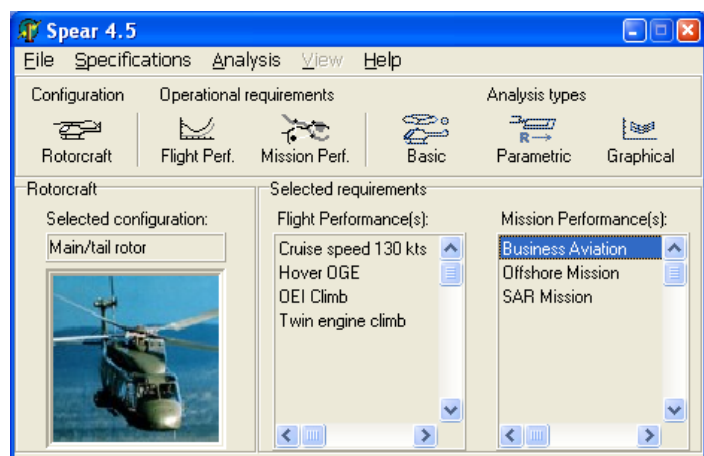 Spear 4.5
File Specifications Analysis View Help
Configuration Operational requirements Analysis types
Rotorcraft Flight Perf. Mission Perf. Basic Parametric Graphical
R→
Rotorcraft
Selected configuration:
Main/tail rotor
Selected requirements
Flight Performance(s):
Cruise speed 130 kts
Hover OGE
OEI Climb
Twin engine climb
Mission Performance(s):
Business Aviation
Offshore Mission
SAR Mission